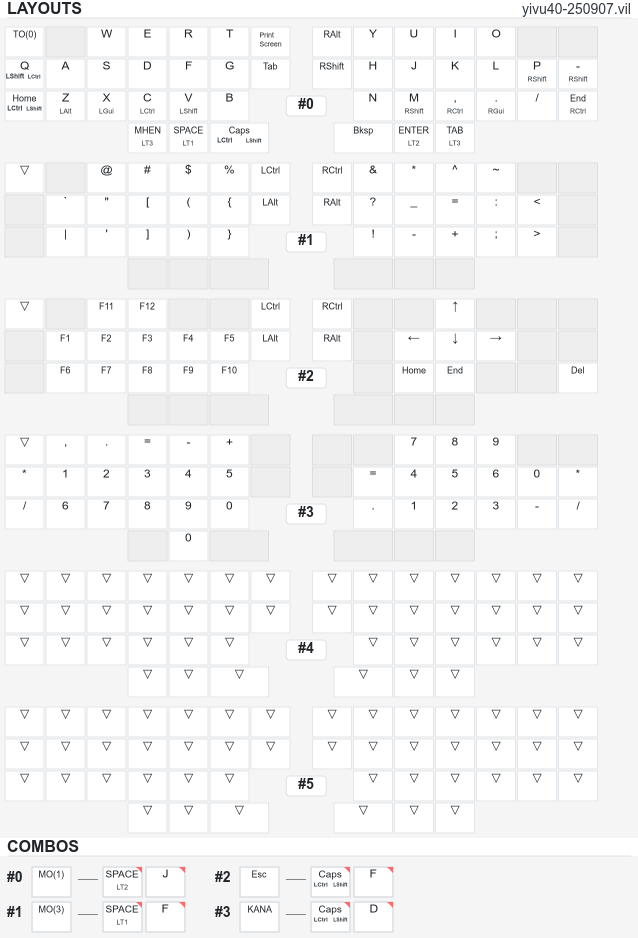 LAYOUTS yivu40-250907.vil
TO(0) W E R T Print Screen RAlt Y U I O
Q LShift LCtrl A S D F G Tab RShift H J K L P RShift - RShift
Home LCtrl LShift Z LAlt X LGui C LCtrl V LShift B #0 N M RShift , RCtrl . RGui / End RCtrl
MHEN LT3 SPACE LT1 Caps LCtrl LShift Bksp ENTER LT2 TAB LT3
▽ @ # $ % LCtrl RCtrl & * ^ ~
` " [ ( { LAlt RAlt ? _ = : <
| ' ] ) } #1 ! - + ; >
▽ F11 F12 LCtrl RCtrl ↑
F1 F2 F3 F4 F5 LAlt RAlt ← ↓ →
F6 F7 F8 F9 F10 #2 Home End Del
▽ , . = - + 7 8 9
* 1 2 3 4 5 = 4 5 6 0 *
/ 6 7 8 9 0 #3 . 1 2 3 - /
0
▽ ▽ ▽ ▽ ▽ ▽ ▽ ▽ ▽ ▽ ▽ ▽ ▽ ▽
▽ ▽ ▽ ▽ ▽ ▽ ▽ ▽ ▽ ▽ ▽ ▽ ▽ ▽
▽ ▽ ▽ ▽ ▽ ▽ #4 ▽ ▽ ▽ ▽ ▽ ▽
▽ ▽ ▽ ▽ ▽ ▽
▽ ▽ ▽ ▽ ▽ ▽ ▽ ▽ ▽ ▽ ▽ ▽ ▽ ▽
▽ ▽ ▽ ▽ ▽ ▽ ▽ ▽ ▽ ▽ ▽ ▽ ▽ ▽
▽ ▽ ▽ ▽ ▽ ▽ #5 ▽ ▽ ▽ ▽ ▽ ▽
▽ ▽ ▽ ▽ ▽ ▽
COMBOS
#0 MO(1) — SPACE LT2 J #2 Esc — Caps LCtrl LShift F
#1 MO(3) — SPACE LT1 F #3 KANA — Caps LCtrl LShift D